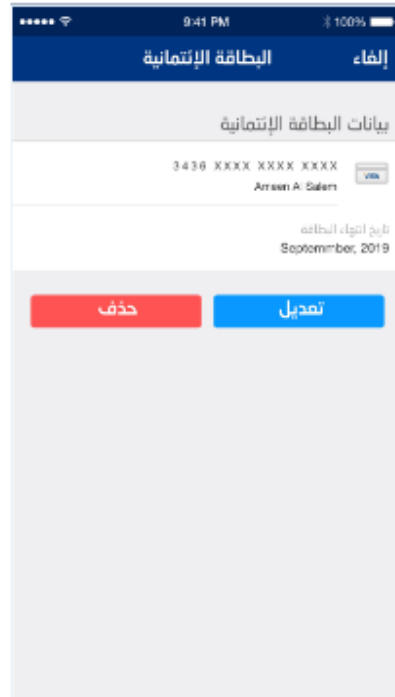 9:41 PM 100%
إلغاء البطاقة الإئتمانية
بيانات البطاقة الإئتمانية
3436 XXXX XXXX XXXX
VISA
Ameen Al Salem
تاريخ انتهاء البطاقة
Septemmber, 2019
تعديل حذف